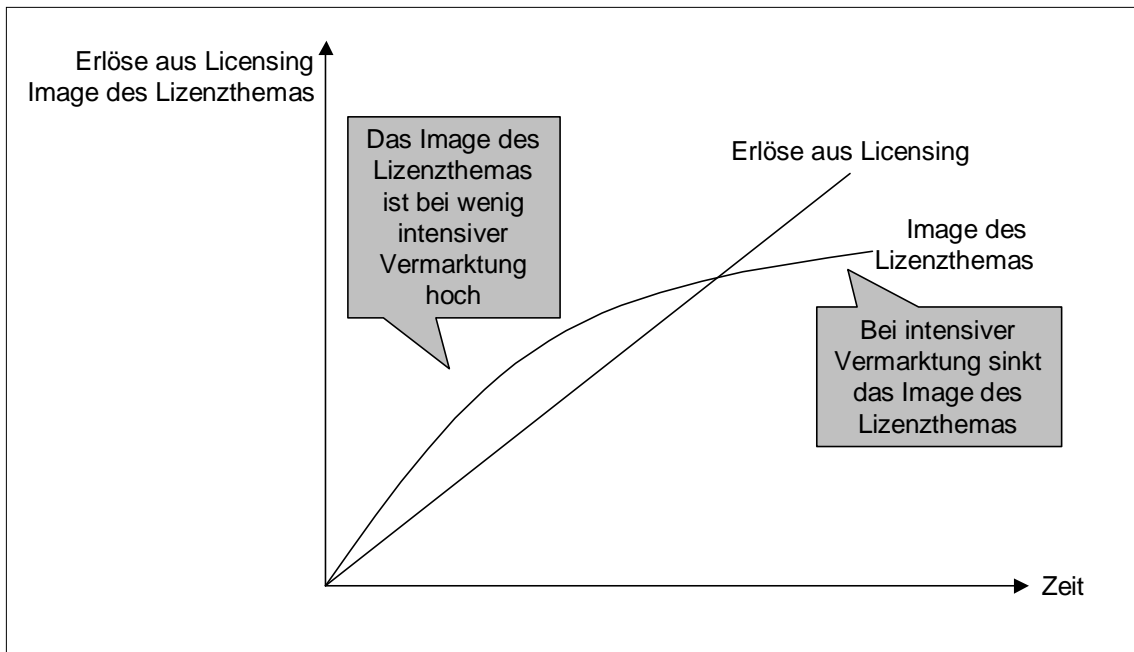 Erlöse aus Licensing
Image des Lizenzthemas
Das Image des
Lizenzthemas
ist bei wenig
intensiver
Vermarktung
hoch
Erlöse aus Licensing
Image des
Lizenzthemas
Bei intensiver
Vermarktung sinkt
das Image des
Lizenzthemas
Zeit